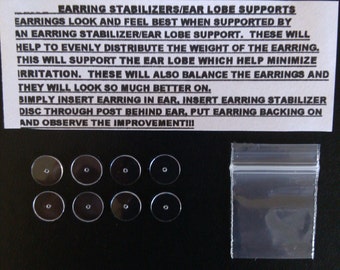 EARRING STABILIZERS/EAR LOBE SUPPORTS
EARRINGS LOOK AND FEEL BEST WHEN SUPPORTED BY
AN EARRING STABILIZER/EAR LOBE SUPPORT. THESE WILL
HELP TO EVENLY DISTRIBUTE THE WEIGHT OF THE EARRING.
THIS WILL SUPPORT THE EAR LOBE WHICH HELP MINIMIZE
IRRITATION. THESE WILL ALSO BALANCE THE EARRINGS AND
THEY WILL LOOK SO MUCH BETTER ON.
SIMPLY INSERT EARRING IN EAR, INSERT EARRING STABILIZER
DISC THROUGH POST BEHIND EAR, PUT EARRING BACKING ON
AND OBSERVE THE IMPROVEMENT!!!